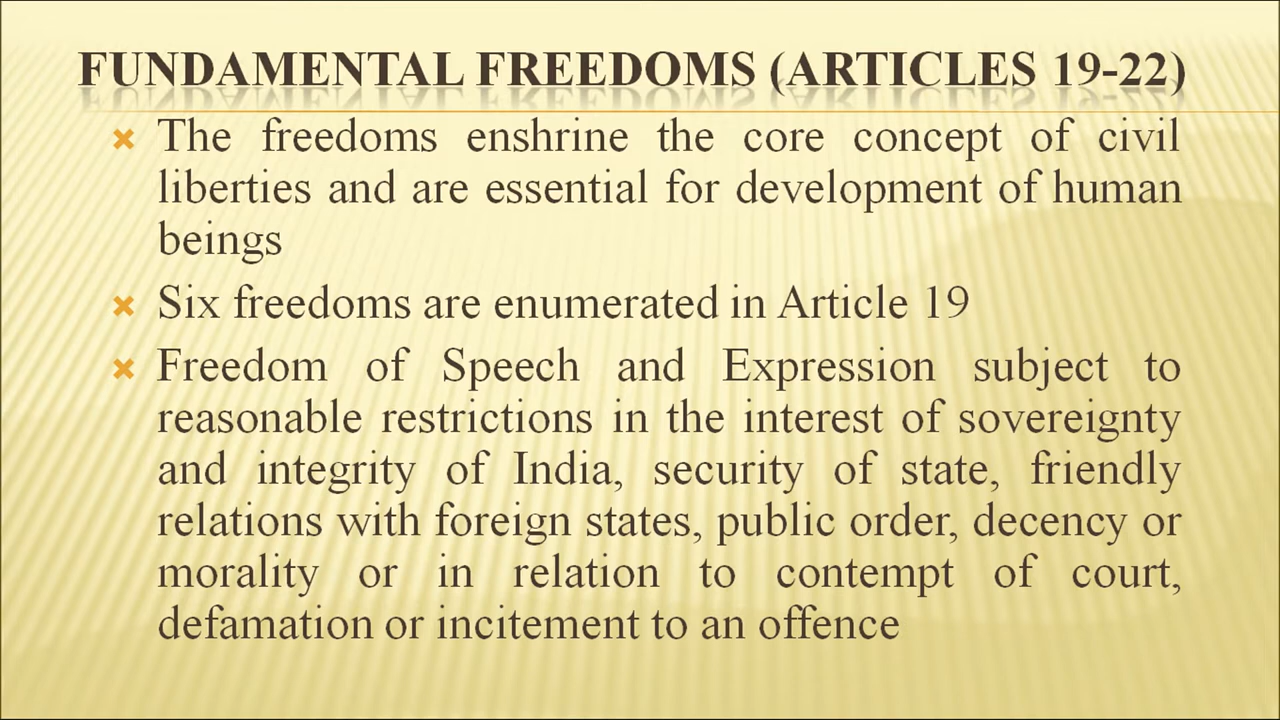 FUNDAMENTAL FREEDOMS (ARTICLES 19-22)
The freedoms enshrine the core concept of civil
liberties and are essential for development of human
beings
Six freedoms are enumerated in Article 19
Freedom of Speech and Expression subject to
reasonable restrictions in the interest of sovereignty
and integrity of India, security of state, friendly
relations with foreign states, public order, decency or
morality or in relation to contempt of court,
defamation or incitement to an offence